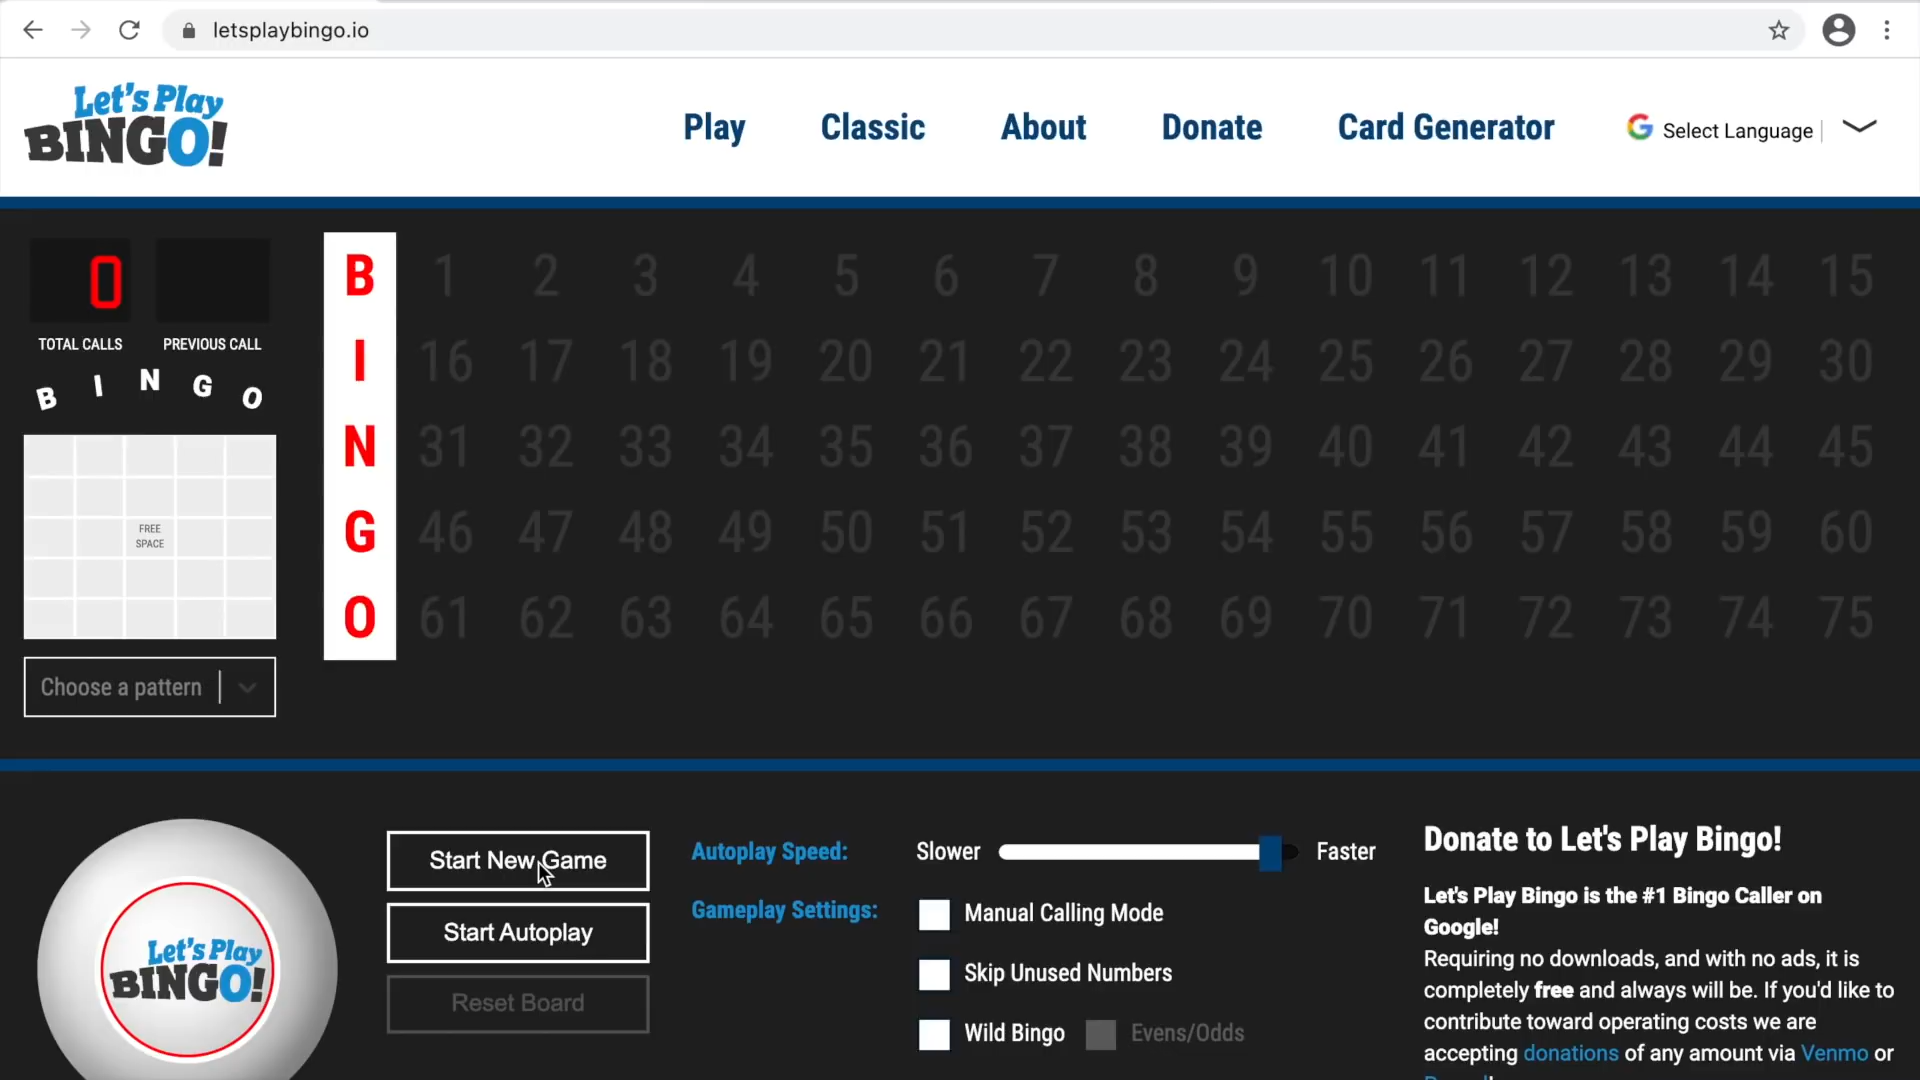 letsplaybingo.io
Let's Play
BINGO!
Play Classic About Donate Card Generator Select Language
0
TOTAL CALLS PREVIOUS CALL
B I N G O
FREE
SPACE
Choose a pattern
B 1 2 3 4 5 6 7 8 9 10 11 12 13 14 15
I 16 17 18 19 20 21 22 23 24 25 26 27 28 29 30
N 31 32 33 34 35 36 37 38 39 40 41 42 43 44 45
G 46 47 48 49 50 51 52 53 54 55 56 57 58 59 60
O 61 62 63 64 65 66 67 68 69 70 71 72 73 74 75
Let's Play
BINGO!
Start New Game
Start Autoplay
Reset Board
Autoplay Speed: Slower Faster
Gameplay Settings: Manual Calling Mode
Skip Unused Numbers
Wild Bingo Evens/Odds
Donate to Let's Play Bingo!
Let's Play Bingo is the #1 Bingo Caller on
Google!
Requiring no downloads, and with no ads, it is
completely free and always will be. If you'd like to
contribute toward operating costs we are
accepting donations of any amount via Venmo or